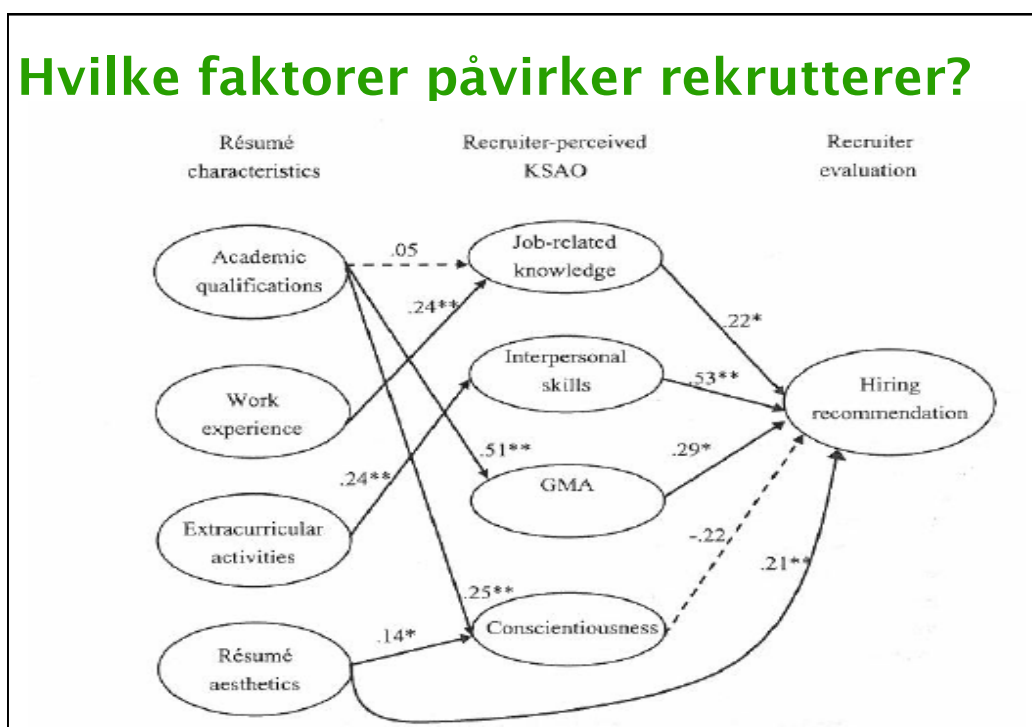 Hvilke faktorer påvirker rekrutterer?
Résumé
characteristics
Recruiter-perceived
KSAO
Recruiter
evaluation
Academic
qualifications
Work
experience
Extracurricular
activities
Résumé
aesthetics
.05
.24**
.24**
.51**
.25**
.14*
Job-related
knowledge
Interpersonal
skills
GMA
Conscientiousness
.22*
.53**
.29*
-.22
.21**
Hiring
recommendation